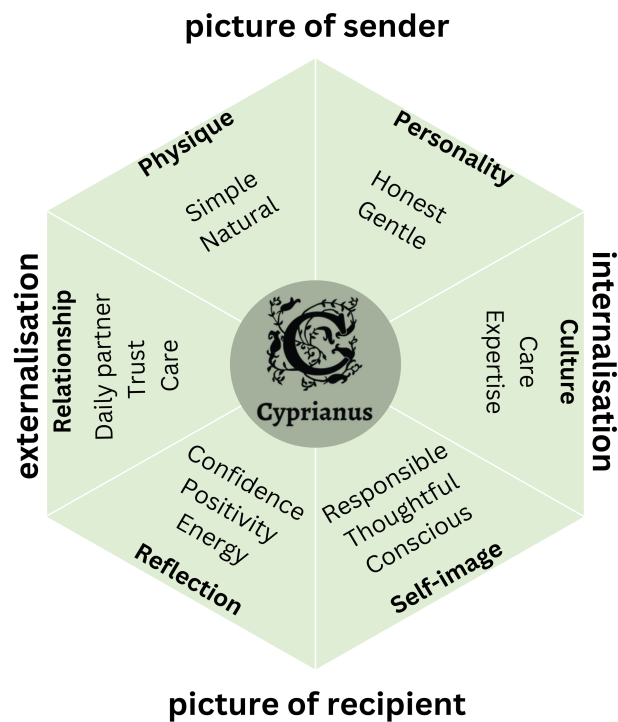 picture of sender
Physique
Simple
Natural
Personality
Honest
Gentle
externalisation
Relationship
Daily partner
Trust
Care
C
Cyprianus
internalisation
Culture
Care
Expertise
Confidence
Positivity
Energy
Reflection
Responsible
Thoughtful
Conscious
Self-image
picture of recipient